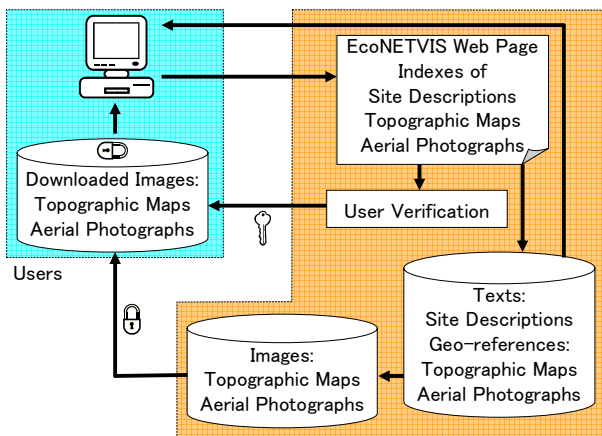 EcoNETVIS Web Page
Indexes of
Site Descriptions
Topographic Maps
Aerial Photographs
Downloaded Images:
Topographic Maps
Aerial Photographs
User Verification
Users
Texts:
Site Descriptions
Geo-references:
Topographic Maps
Aerial Photographs
Images:
Topographic Maps
Aerial Photographs